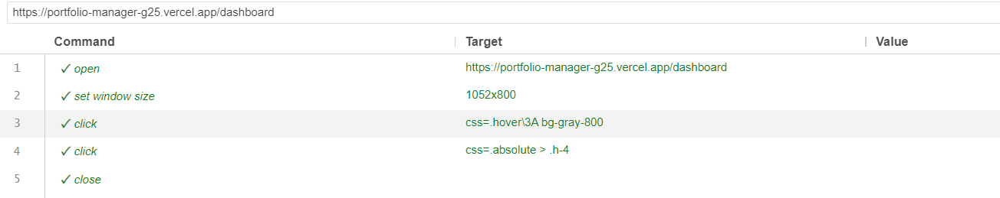 https://portfolio-manager-g25.vercel.app/dashboard
Command Target Value
1 ✓ open https://portfolio-manager-g25.vercel.app/dashboard
2 ✓ set window size 1052x800
3 ✓ click css=.hover\3A bg-gray-800
4 ✓ click css=.absolute > .h-4
5 ✓ close